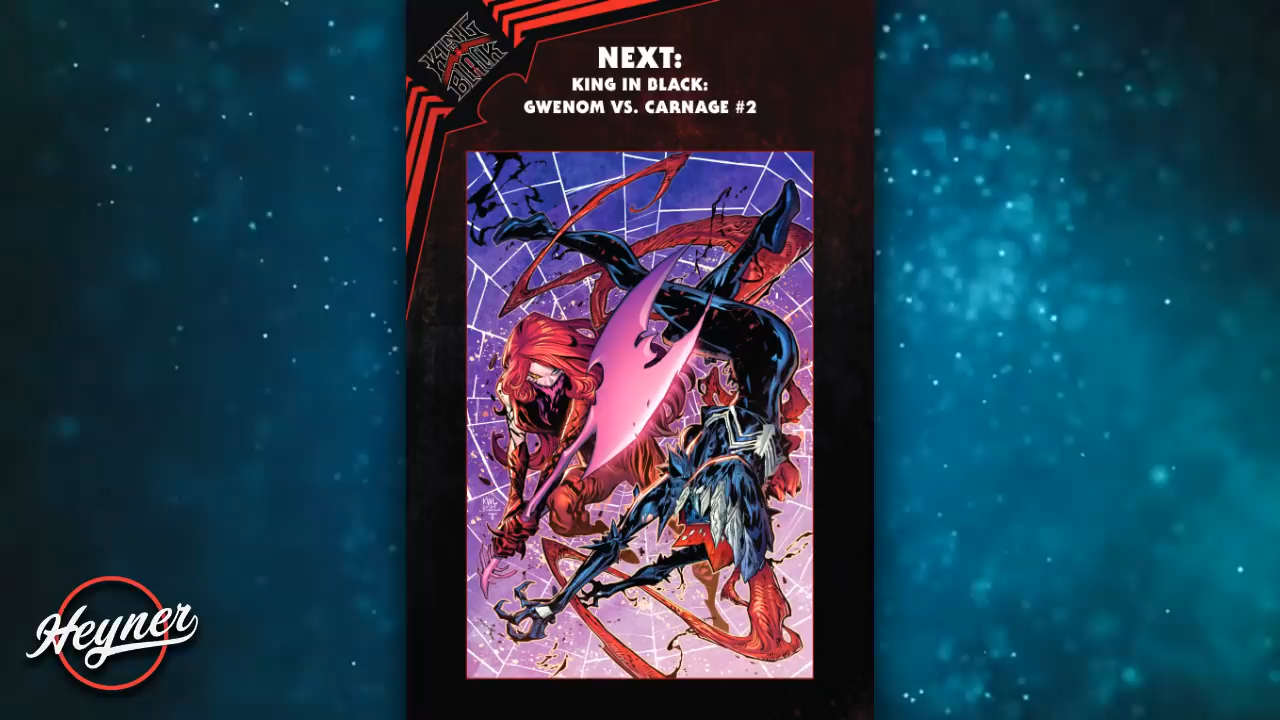 KING
IN
BLACK
NEXT:
KING IN BLACK:
GWENOM VS. CARNAGE #2
Heyner